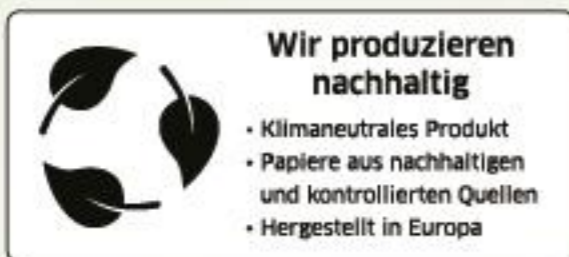 Wir produzieren
nachhaltig
• Klimaneutrales Produkt
• Papiere aus nachhaltigen
und kontrollierten Quellen
• Hergestellt in Europa